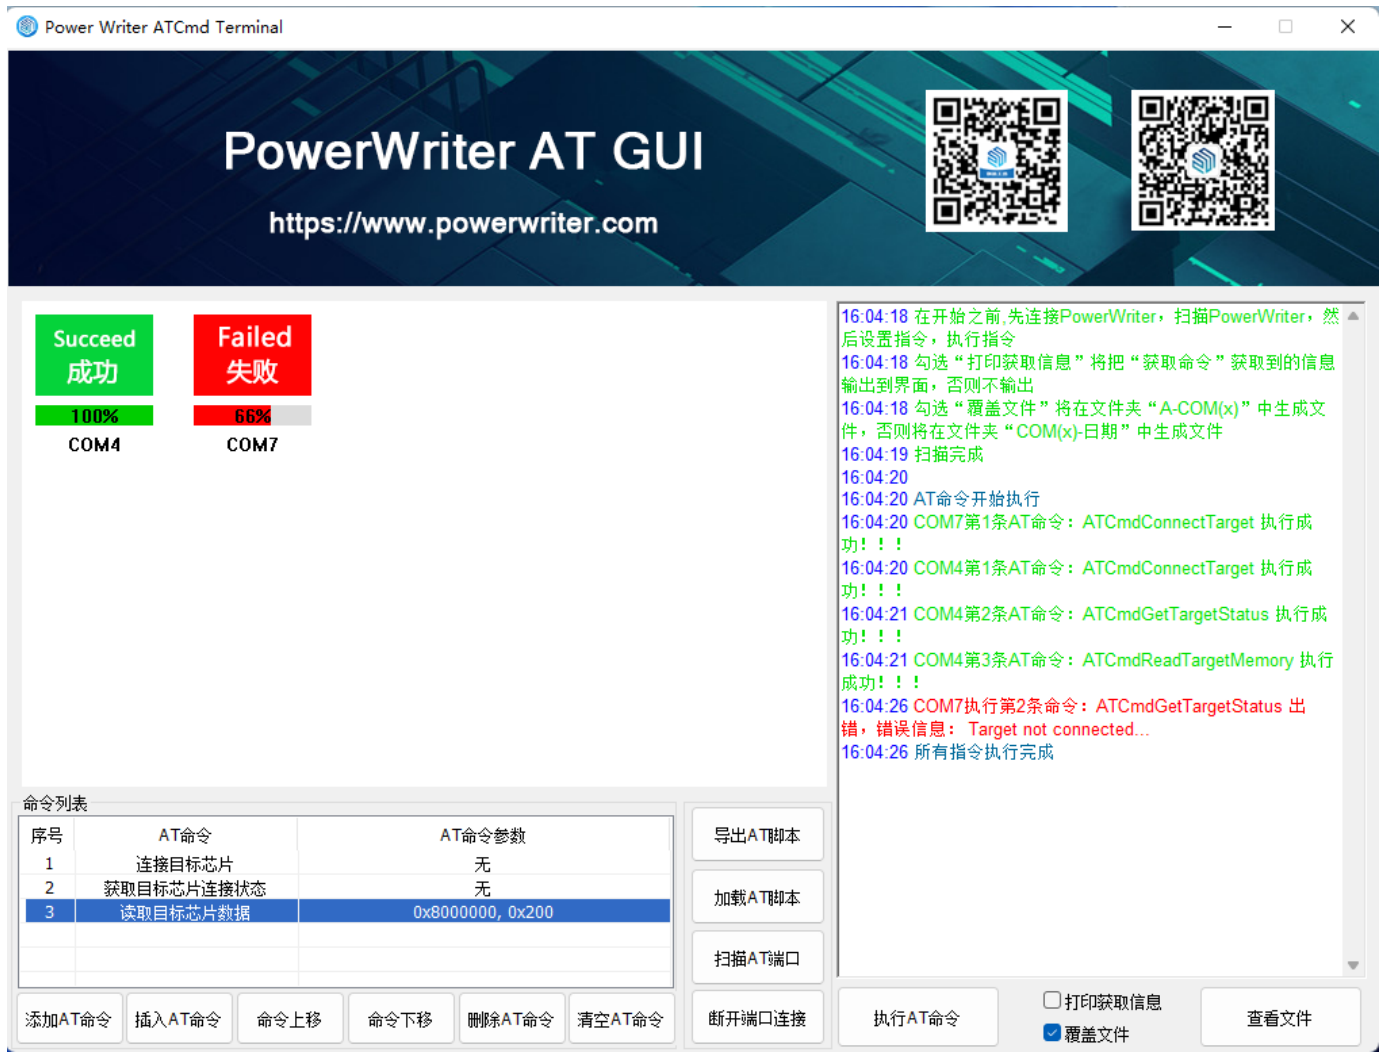 Power Writer ATCmd Terminal
PowerWriter AT GUI
https://www.powerwriter.com
Succeed
成功
100%
COM4
Failed
失败
66%
COM7
16:04:18 在开始之前,先连接PowerWriter，扫描PowerWriter，然
后设置指令，执行指令
16:04:18 勾选“打印获取信息”将把“获取命令”获取到的信息
输出到界面，否则不输出
16:04:18 勾选“覆盖文件”将在文件夹“A-COM(x)”中生成文
件，否则将在文件夹“COM(x)-日期”中生成文件
16:04:19 扫描完成
16:04:20
16:04:20 AT命令开始执行
16:04:20 COM7第1条AT命令：ATCmdConnectTarget 执行成
功！！！
16:04:20 COM4第1条AT命令：ATCmdConnectTarget 执行成
功！！！
16:04:21 COM4第2条AT命令：ATCmdGetTargetStatus 执行成
功！！！
16:04:21 COM4第3条AT命令：ATCmdReadTargetMemory 执行
成功！！！
16:04:26 COM7执行第2条命令：ATCmdGetTargetStatus 出
错，错误信息： Target not connected...
16:04:26 所有指令执行完成
命令列表
序号 AT命令 AT命令参数
1 连接目标芯片 无
2 获取目标芯片连接状态 无
3 读取目标芯片数据 0x8000000, 0x200
导出AT脚本
加载AT脚本
扫描AT端口
断开端口连接
添加AT命令 插入AT命令 命令上移 命令下移 删除AT命令 清空AT命令
执行AT命令
打印获取信息
覆盖文件
查看文件